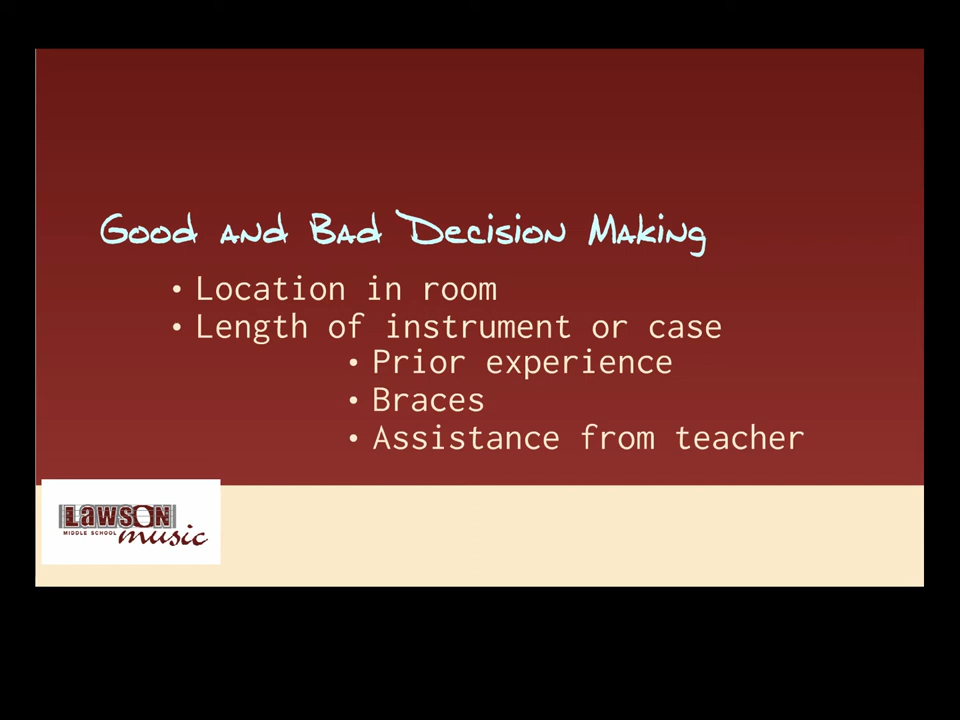 Good and Bad Decision Making
• Location in room
• Length of instrument or case
• Prior experience
• Braces
• Assistance from teacher
LAWSON
MIDDLE SCHOOL
music